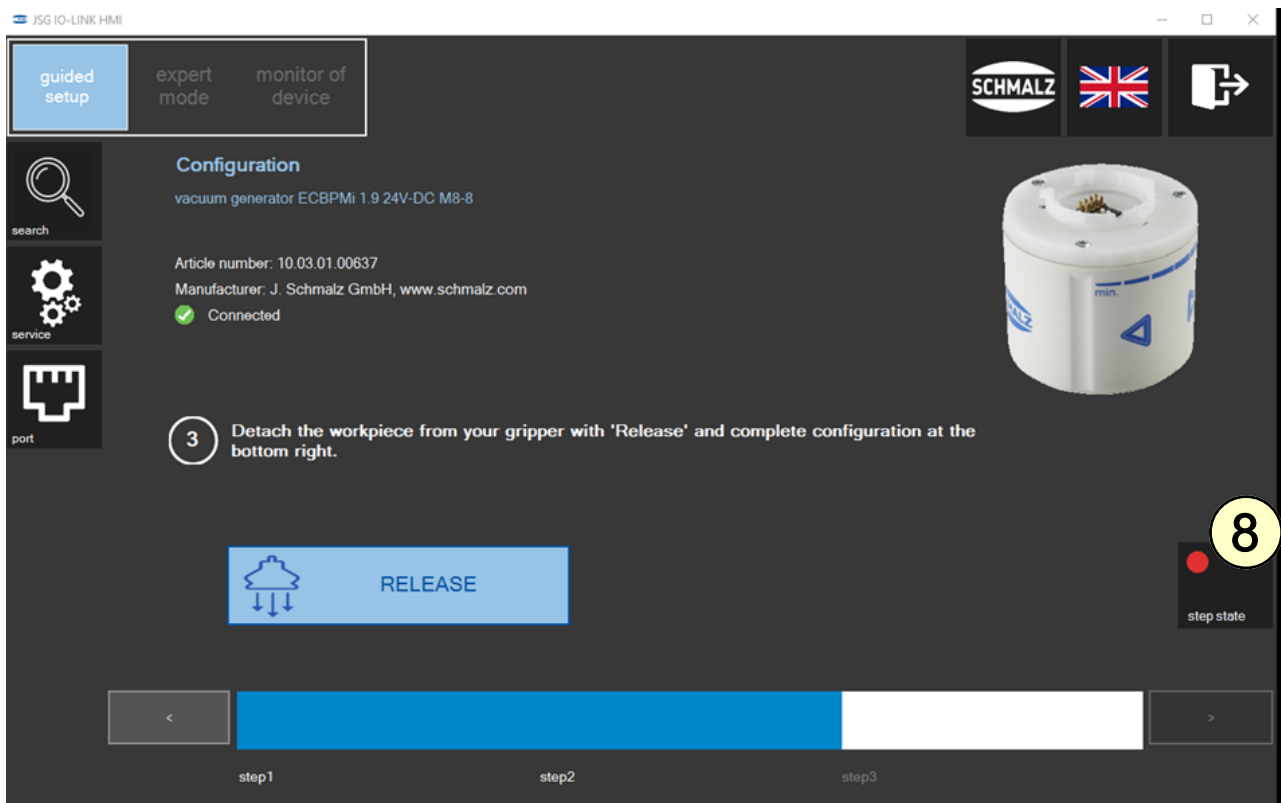 JSG IO-LINK HMI
guided
setup
expert
mode
monitor of
device
SCHMALZ
search
service
port
Configuration
vacuum generator ECBPMi 1.9 24V-DC M8-8
Article number: 10.03.01.00637
Manufacturer: J. Schmalz GmbH, www.schmalz.com
Connected
min.
3
Detach the workpiece from your gripper with 'Release' and complete configuration at the
bottom right.
8
RELEASE
step state
<
>
step1
step2
step3